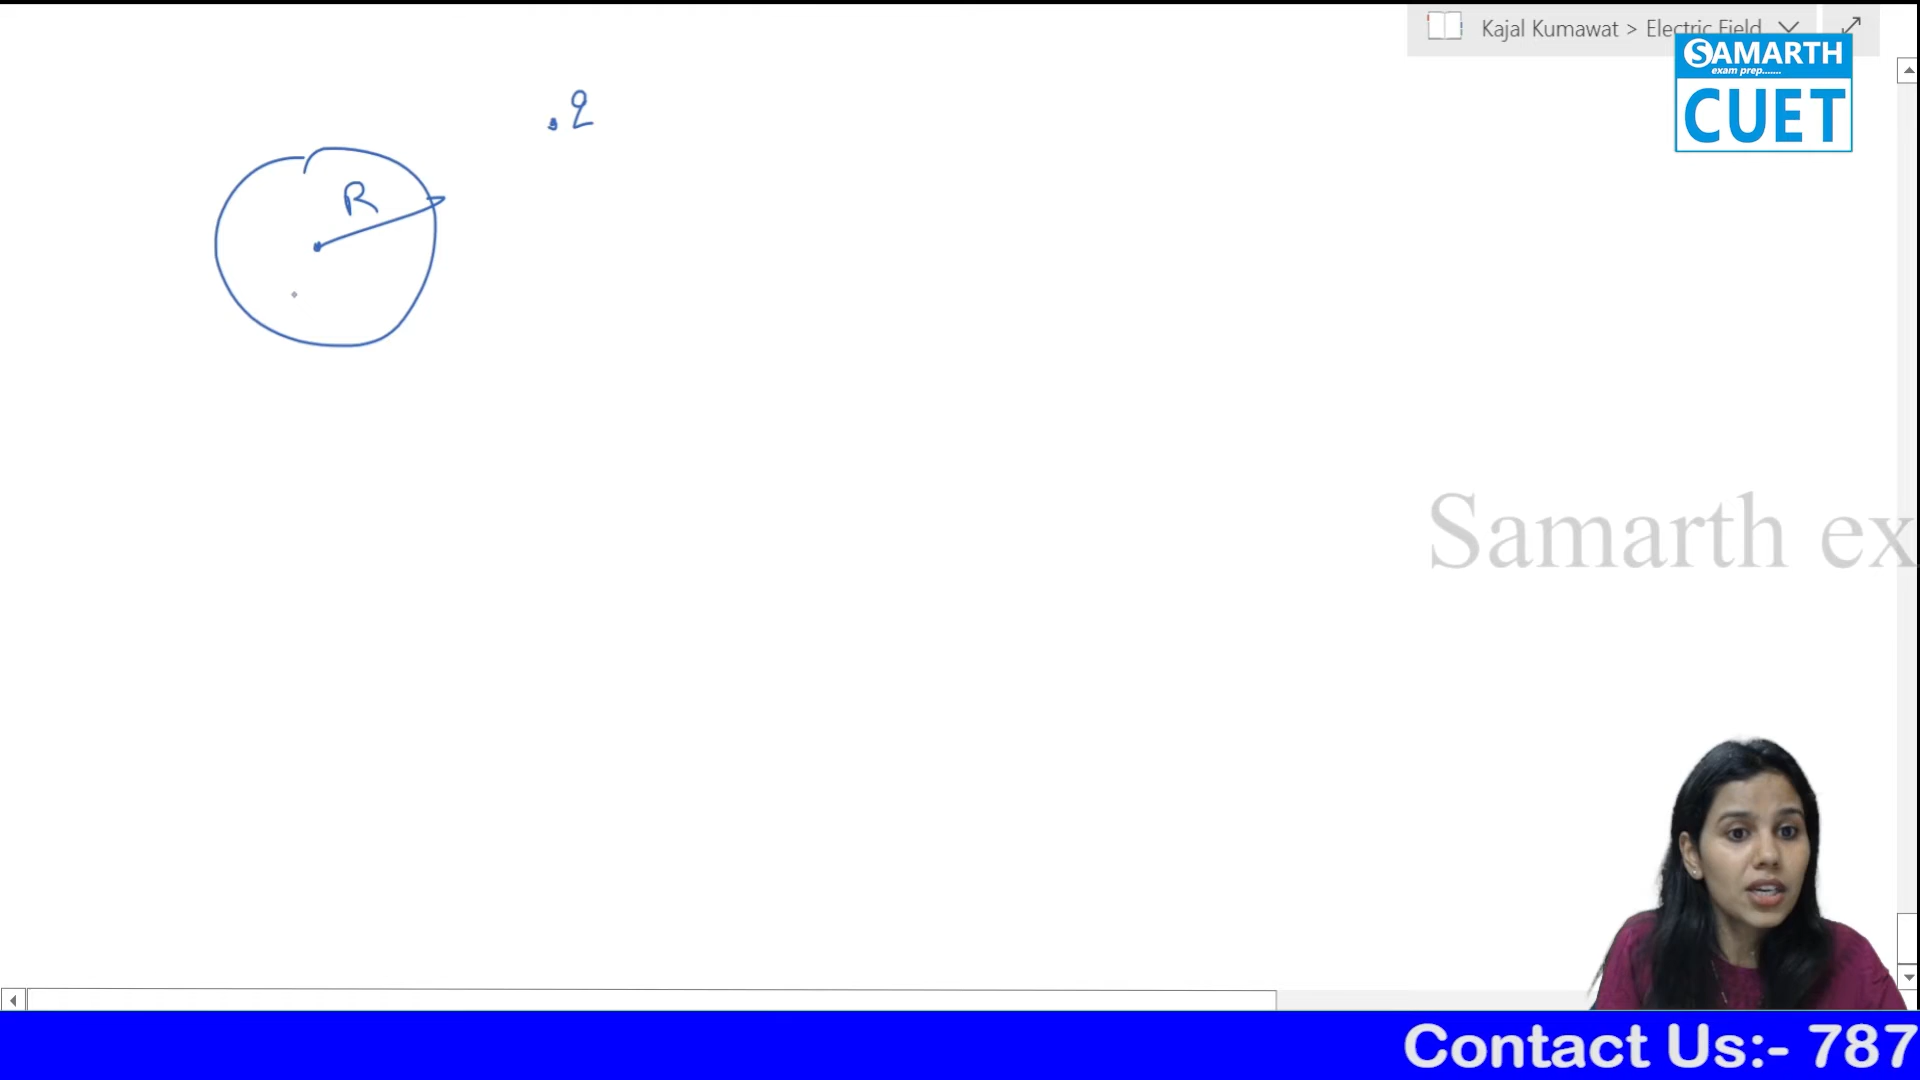 Kajal Kumawat > Electric Field
SAMARTH
exam prep.......
CUET
.q
R
Samarth ex
Contact Us:- 787